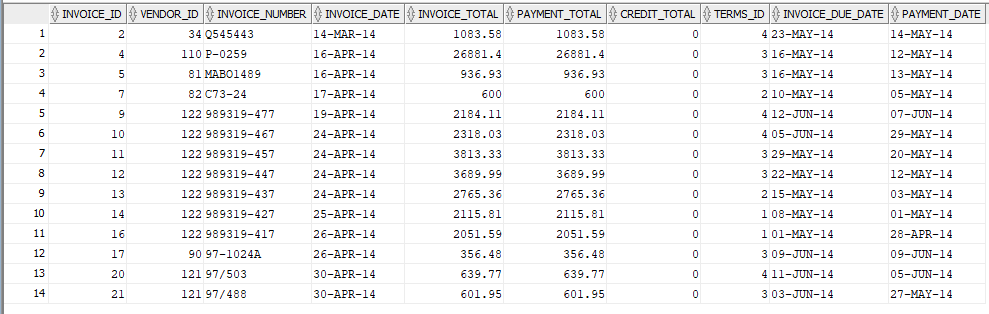 INVOICE_ID VENDOR_ID INVOICE_NUMBER INVOICE_DATE INVOICE_TOTAL PAYMENT_TOTAL CREDIT_TOTAL TERMS_ID INVOICE_DUE_DATE PAYMENT_DATE
1 2 34 Q545443 14-MAR-14 1083.58 1083.58 0 4 23-MAY-14 14-MAY-14
2 4 110 P-0259 16-APR-14 26881.4 26881.4 0 3 16-MAY-14 12-MAY-14
3 5 81 MABO1489 16-APR-14 936.93 936.93 0 3 16-MAY-14 13-MAY-14
4 7 82 C73-24 17-APR-14 600 600 0 2 10-MAY-14 05-MAY-14
5 9 122 989319-477 19-APR-14 2184.11 2184.11 0 4 12-JUN-14 07-JUN-14
6 10 122 989319-467 24-APR-14 2318.03 2318.03 0 4 05-JUN-14 29-MAY-14
7 11 122 989319-457 24-APR-14 3813.33 3813.33 0 3 29-MAY-14 20-MAY-14
8 12 122 989319-447 24-APR-14 3689.99 3689.99 0 3 22-MAY-14 12-MAY-14
9 13 122 989319-437 24-APR-14 2765.36 2765.36 0 2 15-MAY-14 03-MAY-14
10 14 122 989319-427 25-APR-14 2115.81 2115.81 0 1 08-MAY-14 01-MAY-14
11 16 122 989319-417 26-APR-14 2051.59 2051.59 0 1 01-MAY-14 28-APR-14
12 17 90 97-1024A 26-APR-14 356.48 356.48 0 3 09-JUN-14 09-JUN-14
13 20 121 97/503 30-APR-14 639.77 639.77 0 4 11-JUN-14 05-JUN-14
14 21 121 97/488 30-APR-14 601.95 601.95 0 3 03-JUN-14 27-MAY-14